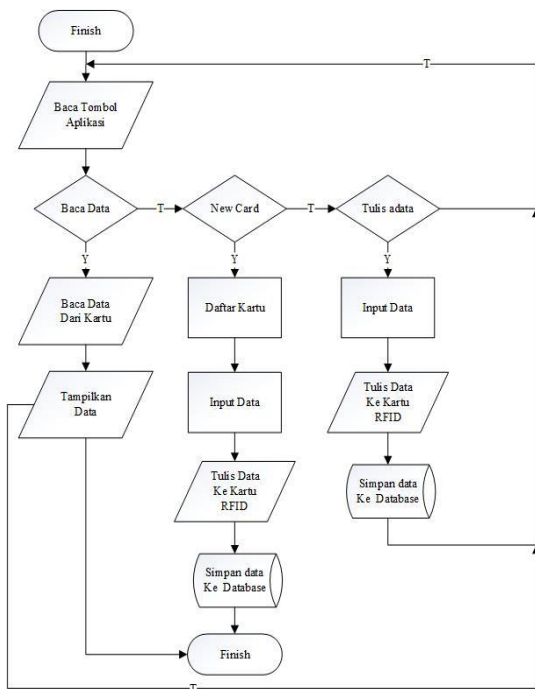 Finish
T
Baca Tombol
Aplikasi
Baca Data
T
New Card
T
Tulis adata
Y
Y
Y
Baca Data
Dari Kartu
Daftar Kartu
Input Data
Tampilkan
Data
Input Data
Tulis Data
Ke Kartu
RFID
Tulis Data
Ke Kartu
RFID
Simpan data
Ke Database
Simpan data
Ke Database
Finish
T